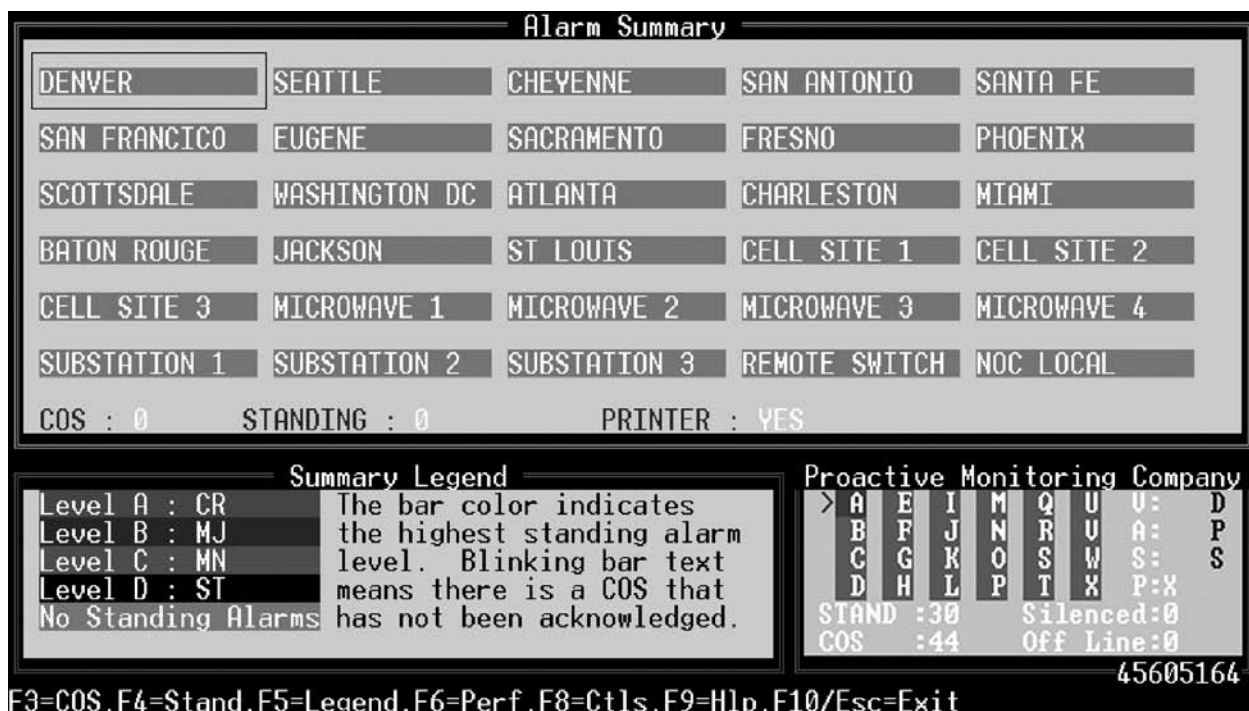 Alarm Summary
DENVER SEATTLE CHEYENNE SAN ANTONIO SANTA FE
SAN FRANCICO EUGENE SACRAMENTO FRESNO PHOENIX
SCOTTSDALE WASHINGTON DC ATLANTA CHARLESTON MIAMI
BATON ROUGE JACKSON ST LOUIS CELL SITE 1 CELL SITE 2
CELL SITE 3 MICROWAVE 1 MICROWAVE 2 MICROWAVE 3 MICROWAVE 4
SUBSTATION 1 SUBSTATION 2 SUBSTATION 3 REMOTE SWITCH NOC LOCAL
COS : 0 STANDING : 0 PRINTER : YES
Summary Legend
Level A : CR The bar color indicates
Level B : MJ the highest standing alarm
Level C : MN level. Blinking bar text
Level D : ST means there is a COS that
No Standing Alarms has not been acknowledged.
Proactive Monitoring Company
> A E I M Q U U: D
B F J N R V A: P
C G K O S W S: S
D H L P T X P:X
STAND :30 Silenced:0
COS :44 Off Line:0
45605164
F3=COS,F4=Stand,F5=Legend,F6=Perf,F8=Ctls,F9=Hlp,F10/Esc=Exit